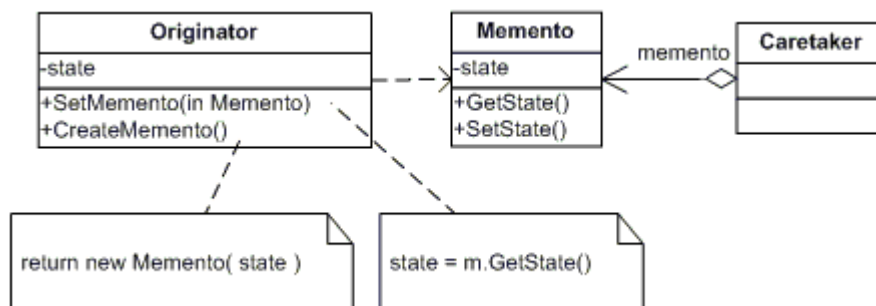 Originator
-state
+SetMemento(in Memento)
+CreateMemento()
Memento
-state
+GetState()
+SetState()
memento
Caretaker
return new Memento( state )
state = m.GetState()